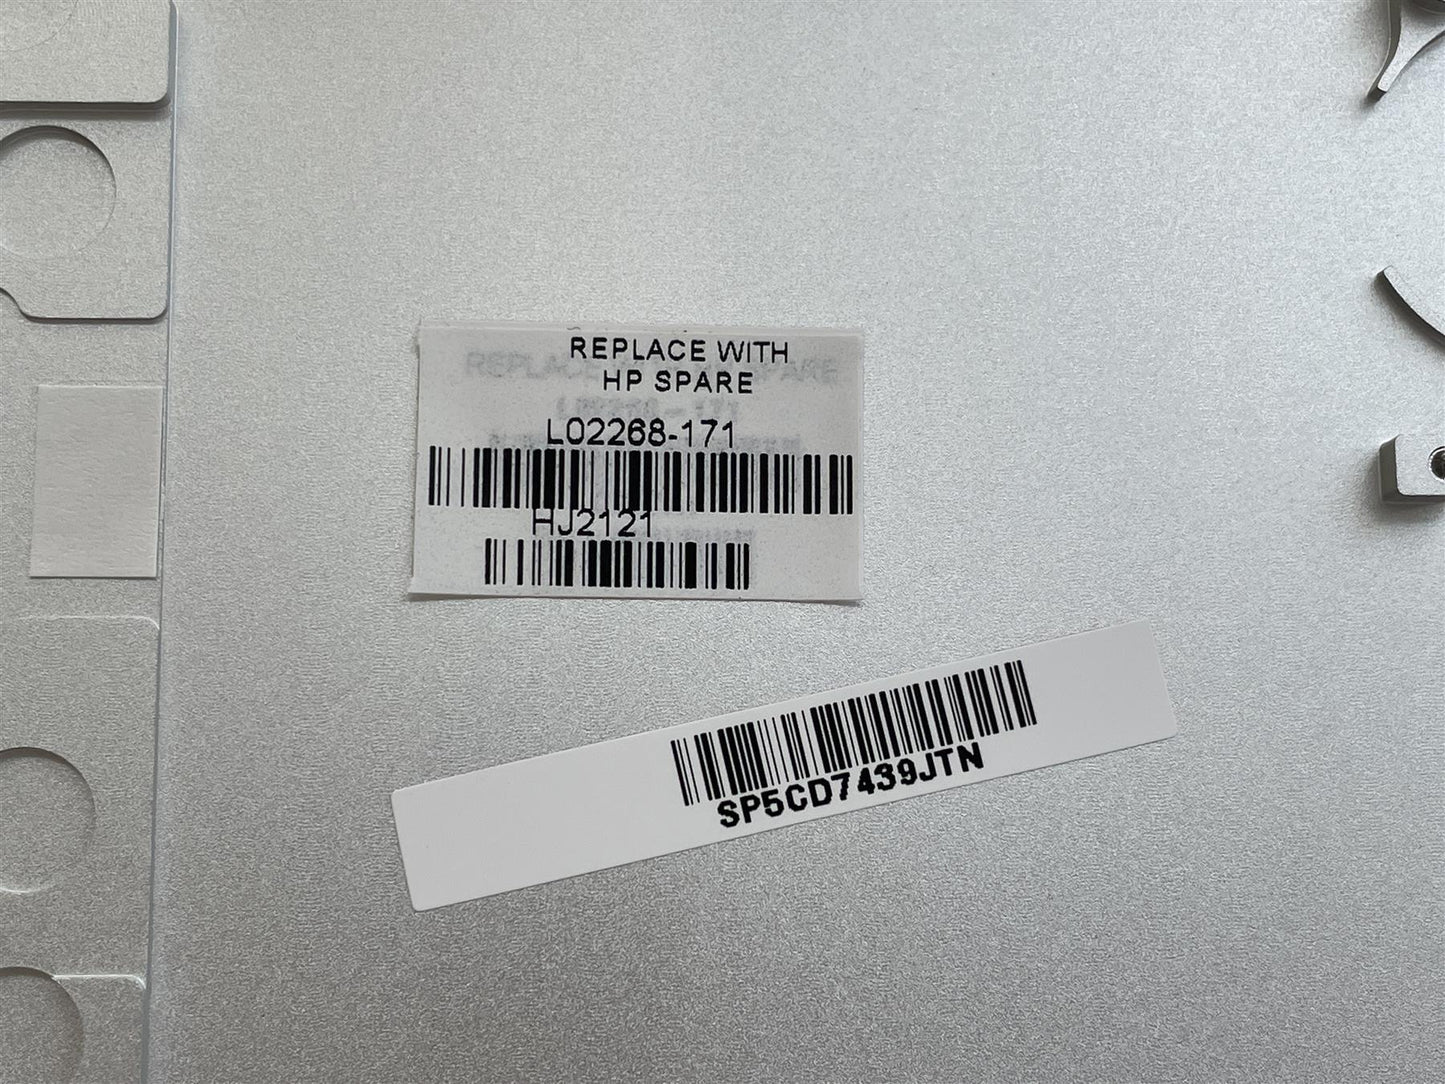 REPLACE WITH
HP SPARE
L02268-171
HJ2121
SP5CD7439JTN